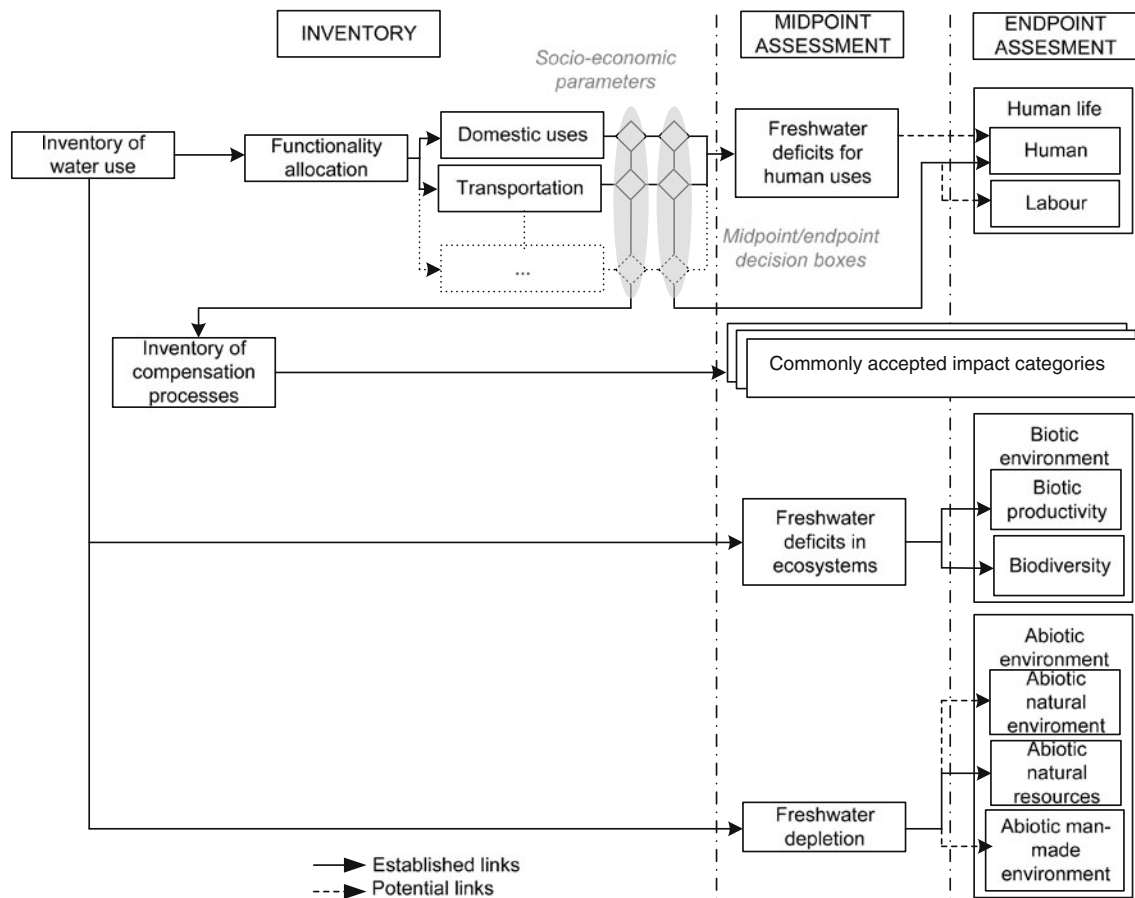 INVENTORY
MIDPOINT
ASSESSMENT
ENDPOINT
ASSESMENT
Socio-economic
parameters
Inventory of
water use
Functionality
allocation
Domestic uses
Transportation
...
Freshwater
deficits for
human uses
Human life
Human
Labour
Midpoint/endpoint
decision boxes
Inventory of
compensation
processes
Commonly accepted impact categories
Freshwater
deficits in
ecosystems
Biotic
environment
Biotic
productivity
Biodiversity
Freshwater
depletion
Abiotic
environment
Abiotic
natural
enviroment
Abiotic
natural
resources
Abiotic man-
made
environment
Established links
Potential links